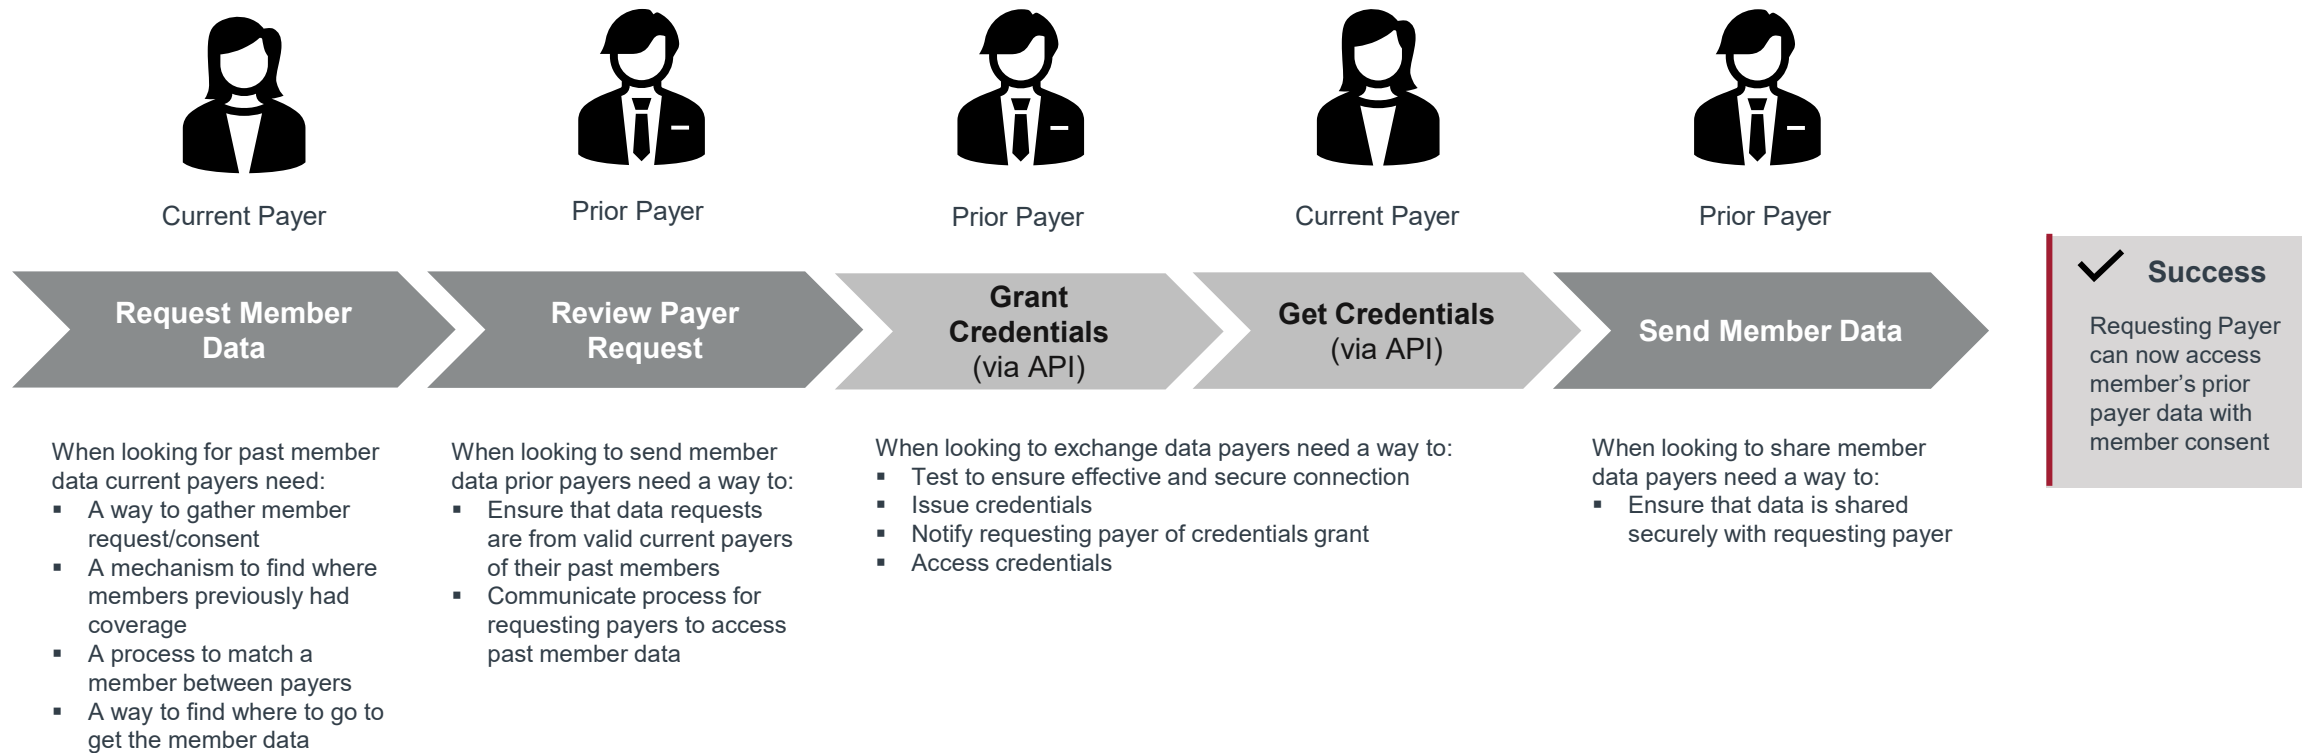 Current Payer
Prior Payer
Prior Payer
Current Payer
Prior Payer
Request Member
Data
Review Payer
Request
Grant
Credentials
(via API)
Get Credentials
(via API)
Send Member Data
When looking for past member
data current payers need:
▪ A way to gather member
request/consent
▪ A mechanism to find where
members previously had
coverage
▪ A process to match a
member between payers
▪ A way to find where to go to
get the member data
When looking to send member
data prior payers need a way to:
▪ Ensure that data requests
are from valid current payers
of their past members
▪ Communicate process for
requesting payers to access
past member data
When looking to exchange data payers need a way to:
▪ Test to ensure effective and secure connection
▪ Issue credentials
▪ Notify requesting payer of credentials grant
▪ Access credentials
When looking to share member
data payers need a way to:
▪ Ensure that data is shared
securely with requesting payer
Success
Requesting Payer
can now access
member’s prior
payer data with
member consent